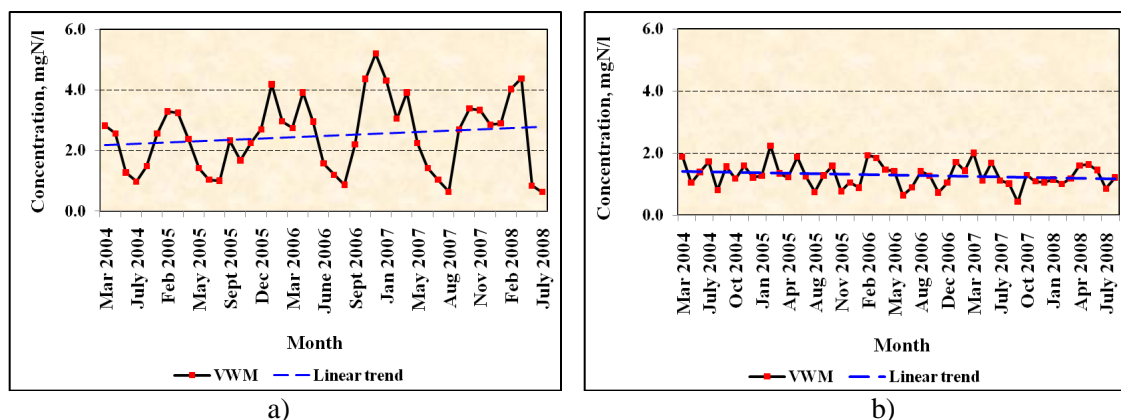 6.0
4.0
2.0
0.0
Concentration, mgN/l
Mar 2004
July 2004
Feb 2005
May 2005
Sept 2005
Dec 2005
Mar 2006
June 2006
Sept 2006
Jan 2007
May 2007
Aug 2007
Nov 2007
Feb 2008
July 2008
Month
VWM
Linear trend
a)
6.0
4.0
2.0
0.0
Concentration, mgN/l
Mar 2004
July 2004
Oct 2004
Jan 2005
Apr 2005
Aug 2005
Nov 2005
Feb 2006
May 2006
Aug 2006
Dec 2006
Mar 2007
July 2007
Oct 2007
Jan 2008
Apr 2008
July 2008
Month
VWM
Linear trend
b)